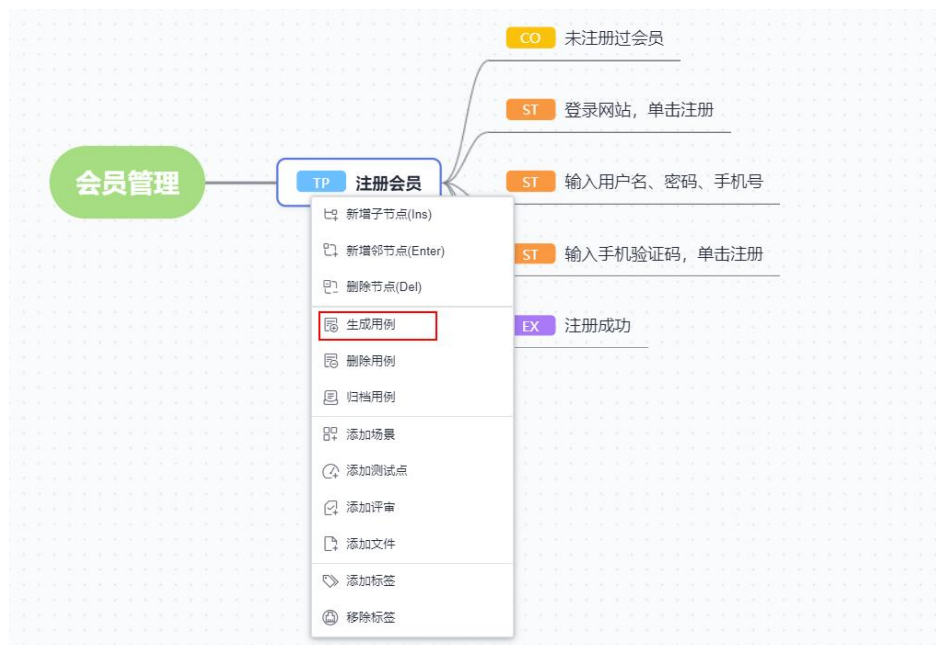 CO 未注册过会员
ST 登录网站，单击注册
会员管理
TP 注册会员
ST 输入用户名、密码、手机号
ST 输入手机验证码，单击注册
EX 注册成功
新增子节点(Ins)
新增邻节点(Enter)
删除节点(Del)
生成用例
删除用例
归档用例
添加场景
添加测试点
添加评审
添加文件
添加标签
移除标签